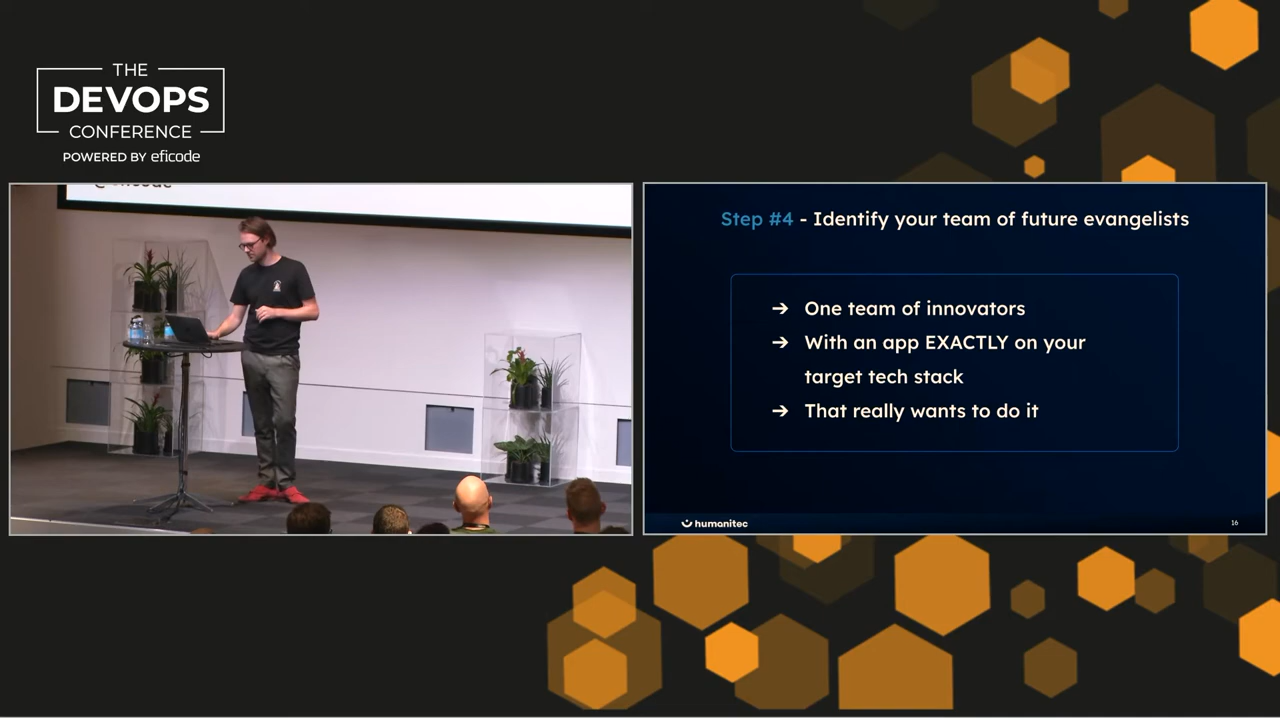 THE
DEVOPS
CONFERENCE
POWERED BY eficode
Step #4 - Identify your team of future evangelists
➔ One team of innovators
➔ With an app EXACTLY on your
target tech stack
➔ That really wants to do it
humanitec
16